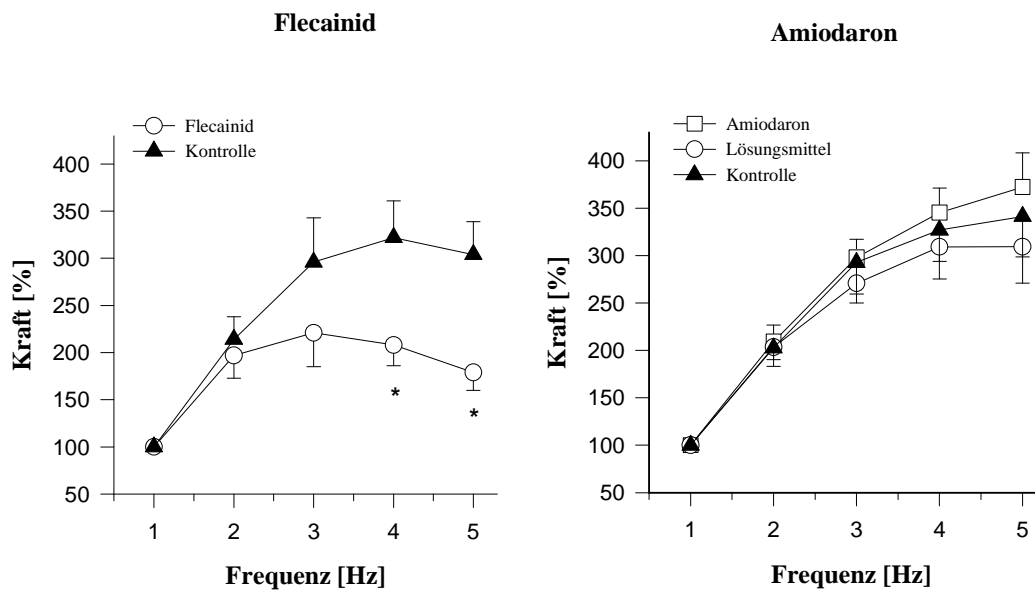 Flecainid
Flecainid
Kontrolle
400
350
300
250
200
150
100
50
Kraft [%]
*
*
1 2 3 4 5
Frequenz [Hz]
Amiodaron
Amiodaron
Lösungsmittel
Kontrolle
400
350
300
250
200
150
100
50
Kraft [%]
1 2 3 4 5
Frequenz [Hz]